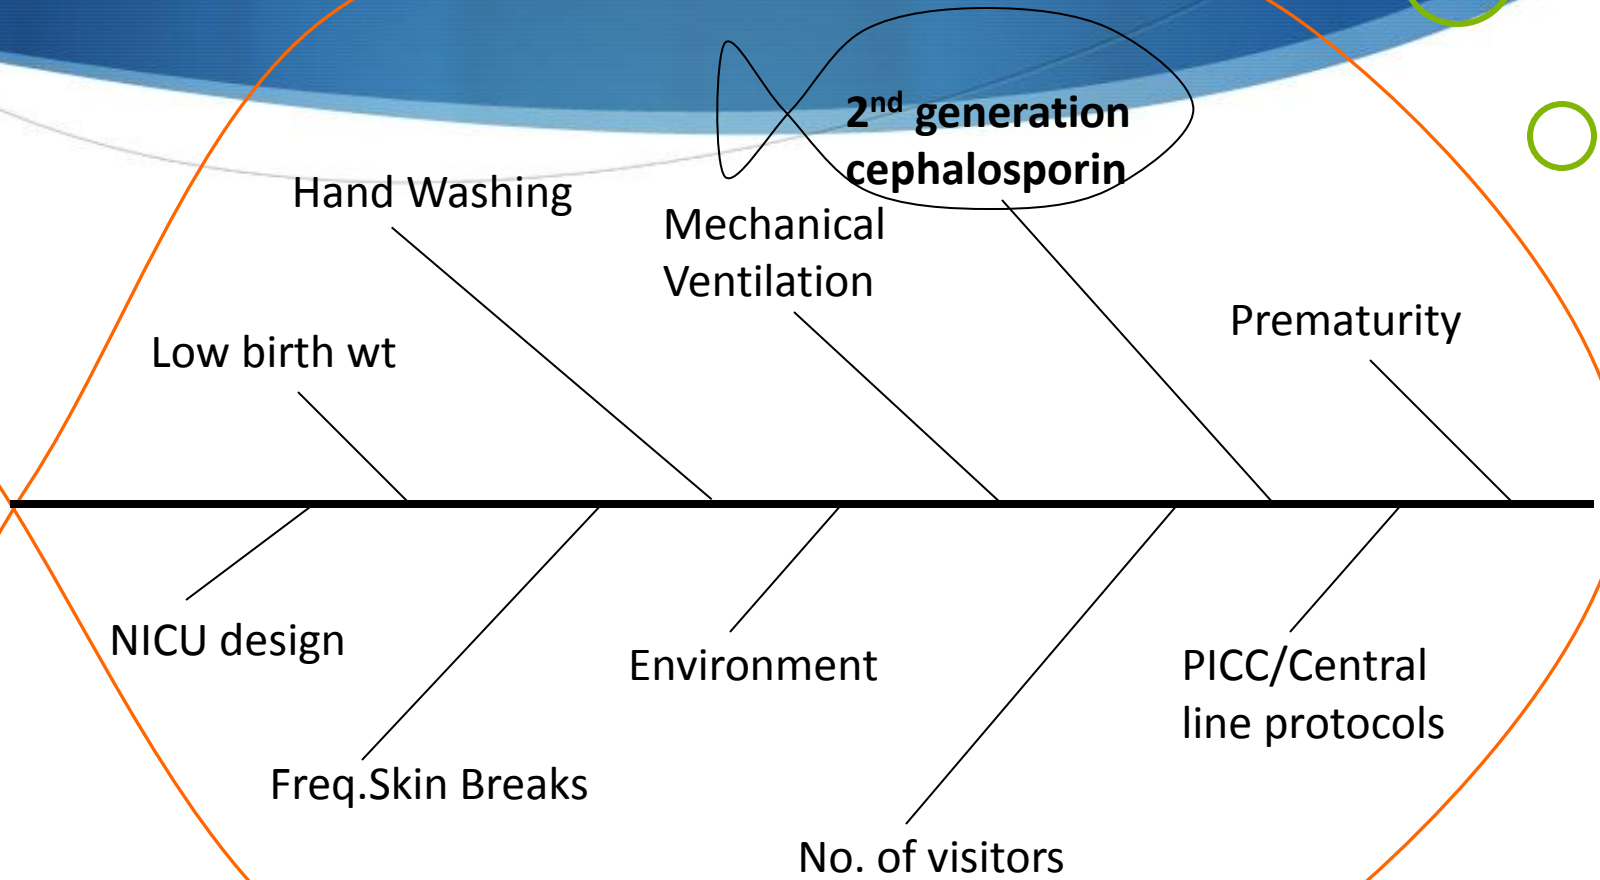 2nd generation
cephalosporin
Hand Washing
Mechanical
Ventilation
Prematurity
Low birth wt
NICU design
Environment
PICC/Central
line protocols
Freq.Skin Breaks
No. of visitors